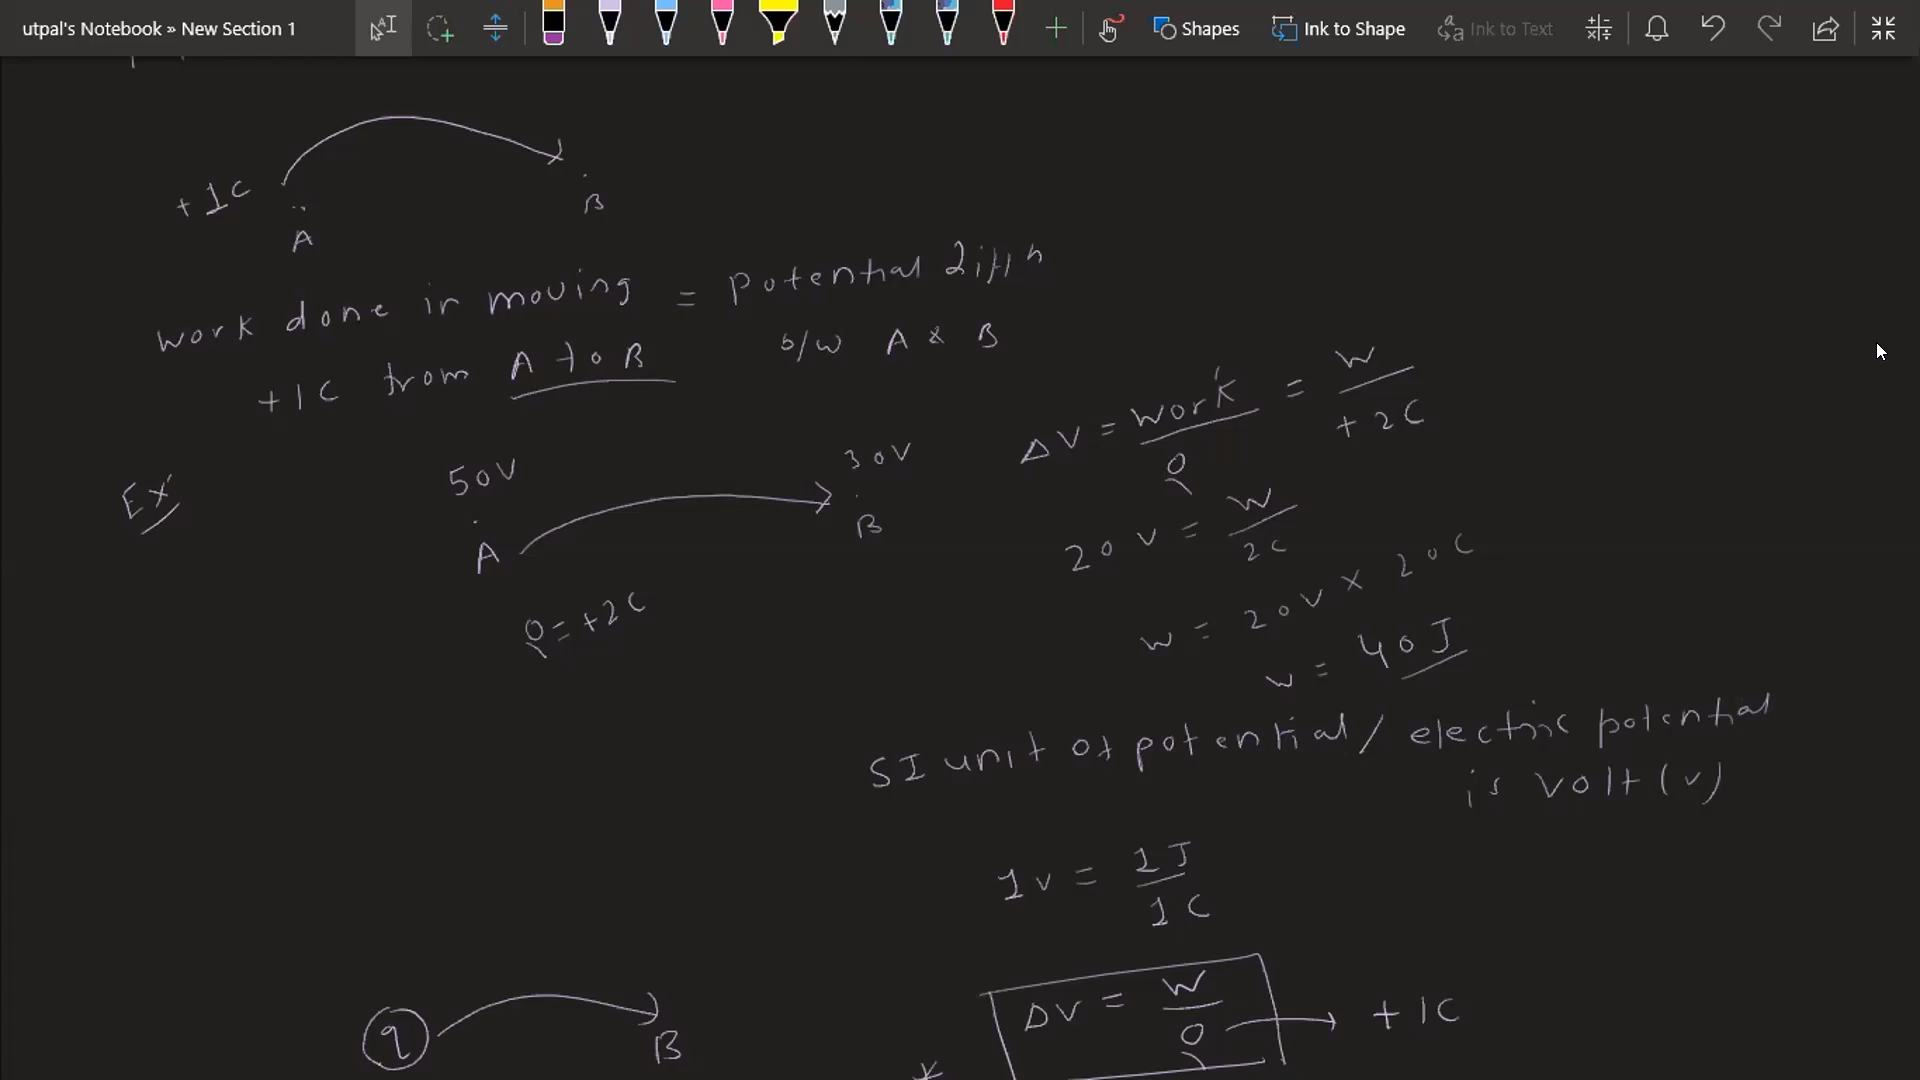 utpal's Notebook » New Section 1
Shapes
Ink to Shape
Ink to Text
+1C
A
B
work done in moving = potential diffn
+1C from A to B b/w A & B
Ex
50V
30V
A
B
Q = +2C
ΔV = work/Q = W/+2C
20V = W/2C
W = 20V x 20C
W = 40J
SI unit of potential / electric potential
is volt (v)
1v = 1J/1C
q
B
ΔV = W/Q → +1C
*